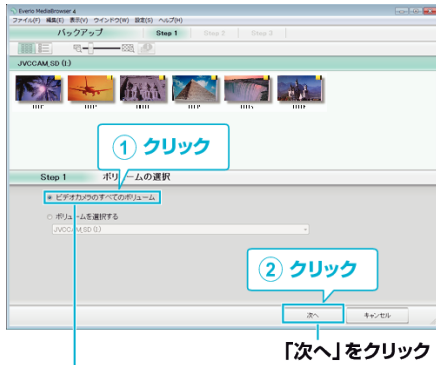 Everio MediaBrowser 4
ファイル(F) 編集(E) 表示(V) ウインドウ(W) 設定(S) ヘルプ(H)
バックアップ Step 1 Step 2 Step 3
JVCCAM_SD (I:)
① クリック
Step 1 ボリュームの選択
ビデオカメラのすべてのボリューム
ボリュームを選択する
JVCCAM_SD (I:)
② クリック
次へ キャンセル
「次へ」をクリック